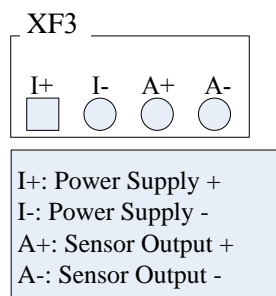 XF3
I+ I- A+ A-
I+: Power Supply +
I-: Power Supply -
A+: Sensor Output +
A-: Sensor Output -